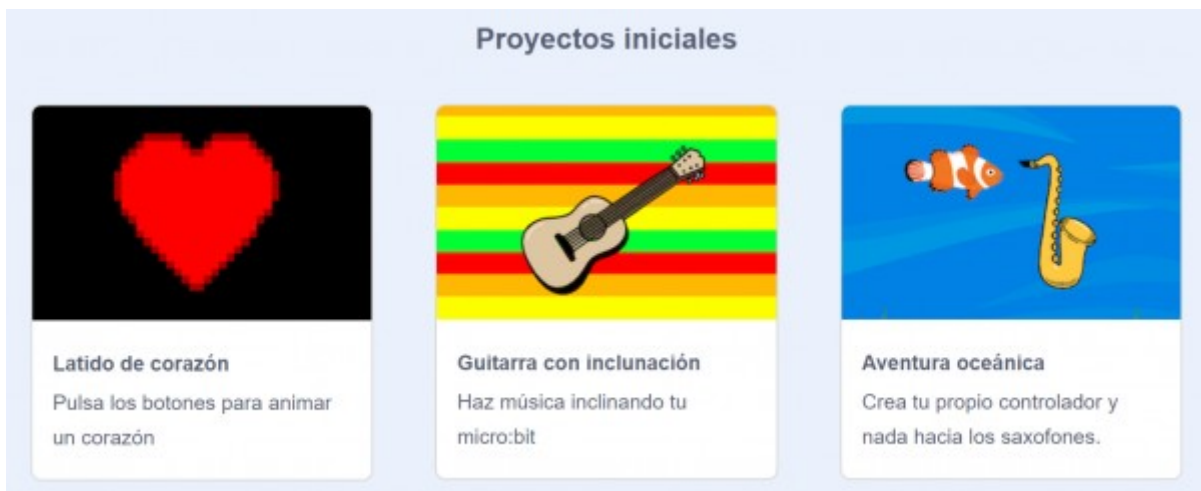 Proyectos iniciales
Latido de corazón
Pulsa los botones para animar
un corazón
Guitarra con inclunación
Haz música inclinando tu
micro:bit
Aventura oceánica
Crea tu propio controlador y
nada hacia los saxofones.